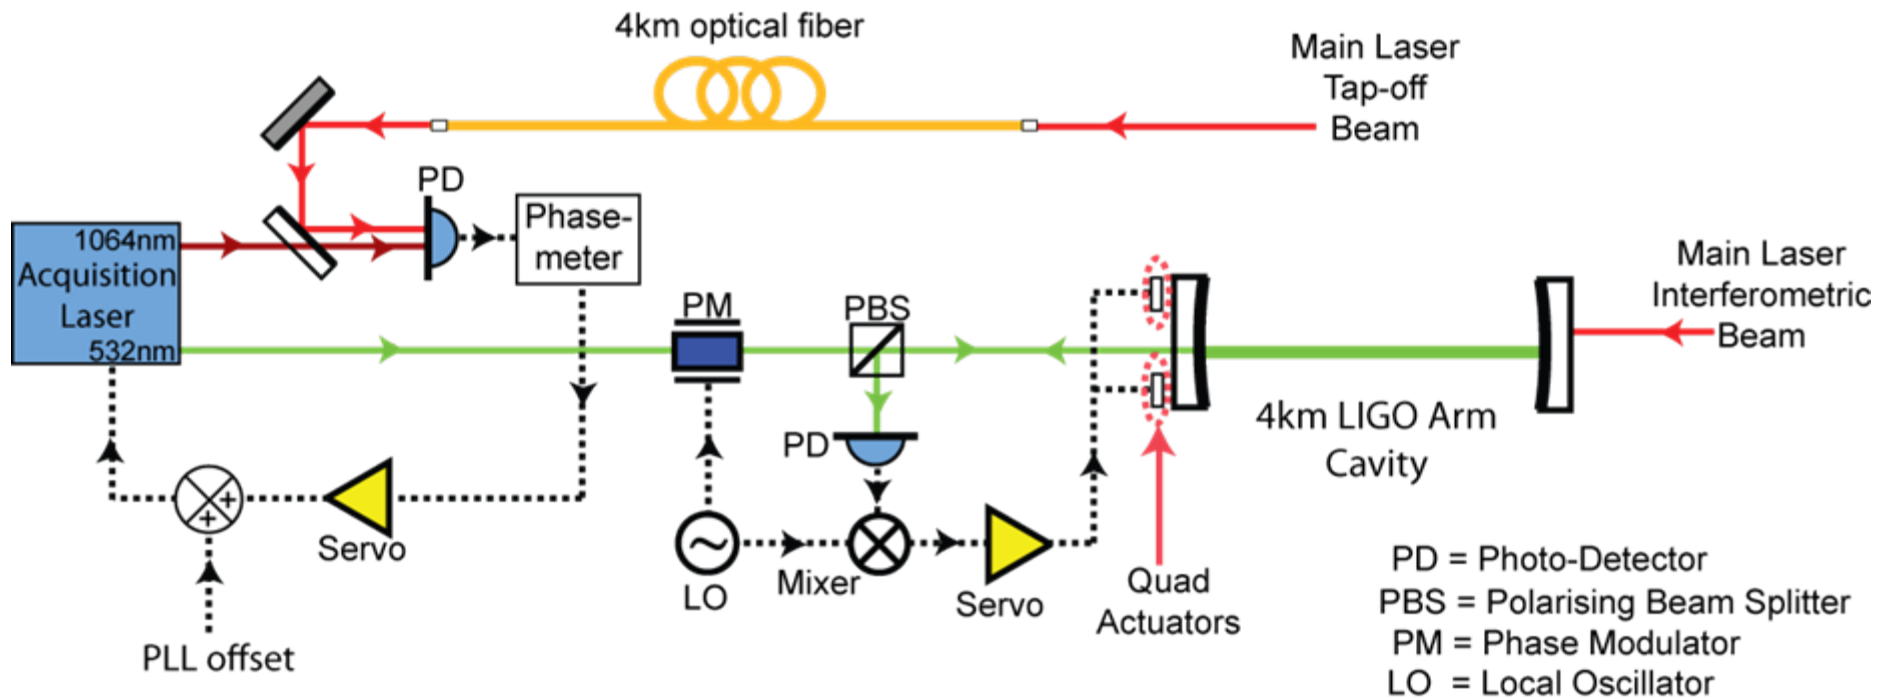 4km optical fiber
Main Laser
Tap-off
Beam
PD
Phase-
meter
1064nm
Acquisition
Laser
532nm
PM
PBS
Main Laser
Interferometric
Beam
4km LIGO Arm
Cavity
PD
Servo
LO
Mixer
Servo
Quad
Actuators
PLL offset
PD = Photo-Detector
PBS = Polarising Beam Splitter
PM = Phase Modulator
LO = Local Oscillator